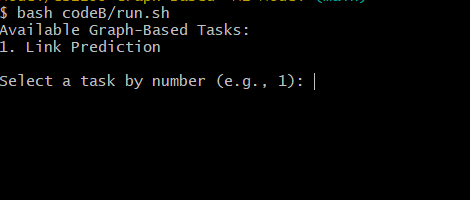 $ bash codeB/run.sh
Available Graph-Based Tasks:
1. Link Prediction
Select a task by number (e.g., 1):